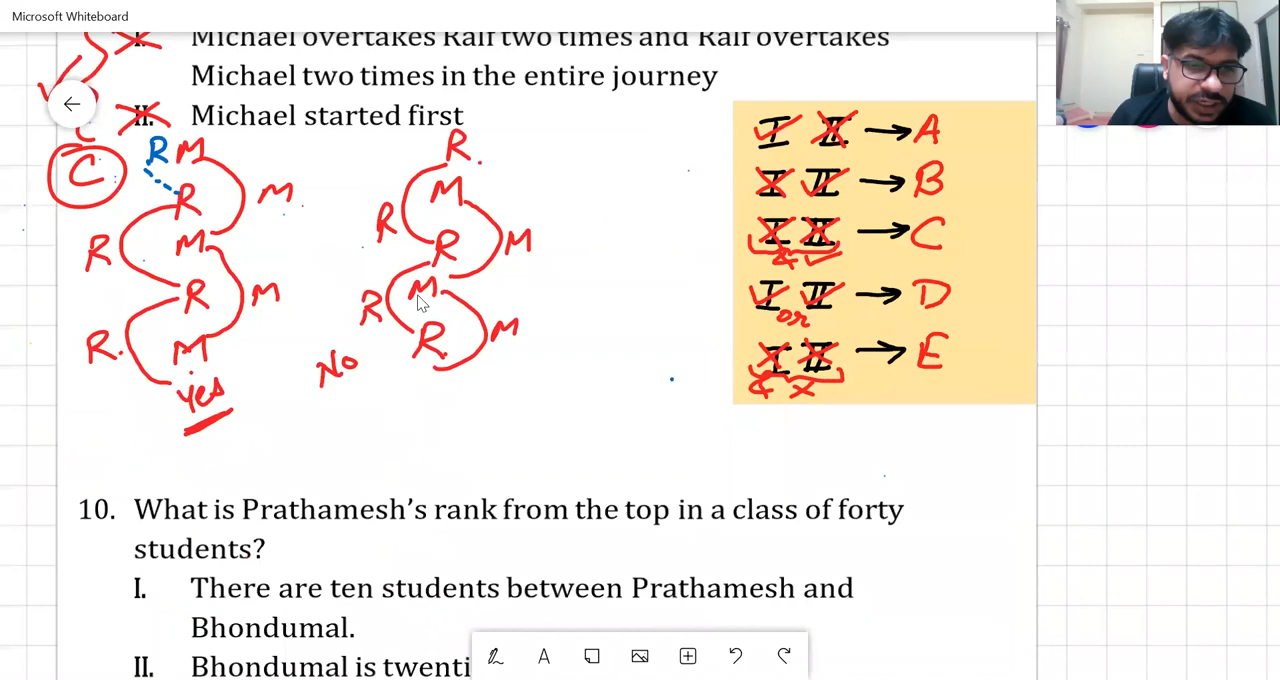 Microsoft Whiteboard
I. Michael overtakes Ralf two times and Ralf overtakes
Michael two times in the entire journey
II. Michael started first
C
R M
R M
R M
R M
R.
M
Yes
R.
M
R
R M
R M
R. M
No
I II. → A
I II → B
I II → C
& ✓
I II → D
or
I II → E
& ×
10. What is Prathamesh’s rank from the top in a class of forty
students?
I. There are ten students between Prathamesh and
Bhondumal.
II. Bhondumal is twenti
A